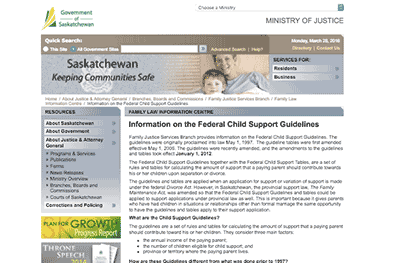 Government
of
Saskatchewan
Choose a Ministry
MINISTRY OF JUSTICE
Quick Search:
Monday, March 28, 2016
This Site All Government Sites
Advanced Search | Help?
Directory | Contact Us
Saskatchewan
Keeping Communities Safe
SERVICES FOR:
Residents
Business
Home / About Justice & Attorney General / Branches, Boards and Commissions / Family Justice Services Branch / Family Law
Information Centre / Information on the Federal Child Support Guidelines
RESOURCES
About Saskatchewan
About Government
About Justice & Attorney
General
Programs & Services
Publications
Forms
News Releases
Ministry Overview
Branches, Boards and
Commissions
Courts of Saskatchewan
Corrections and Policing
PLAN FOR GROWTH
Progress Report
THRONE SPEECH
FAMILY LAW INFORMATION CENTRE
Information on the Federal Child Support Guidelines
Family Justice Services Branch provides information on the Federal Child Support Guidelines. The
guidelines were originally proclaimed into law May 1, 1997. The guideline tables were first amended
effective May 1, 2006. The guidelines were recently amended, and the amendments to the guidelines
and tables took effect January 1, 2012.
The Federal Child Support Guidelines together with the Federal Child Support Tables, are a set of
rules and tables for calculating the amount of support that a paying parent should contribute towards
his or her children upon separation or divorce.
The guidelines and tables are applied when an application for support or variation of support is made
under the federal Divorce Act. However, in Saskatchewan, the provincial support law, The Family
Maintenance Act, was amended so that the Federal Child Support Guidelines and tables could be
applied to support applications under provincial law as well. This is important because it gives parents
who have had children in situations or relationships other than formal marriage the same opportunity
to have the guidelines and tables apply to their support application.
What are the Child Support Guidelines?
The guidelines are a set of rules and tables for calculating the amount of support that a paying parent
should contribute toward his or her children. They consider three main factors:
the annual income of the paying parent;
the number of children eligible for child support; and
province or territory where the paying parent lives.
How are these Guidelines different from what was done prior to 1997?